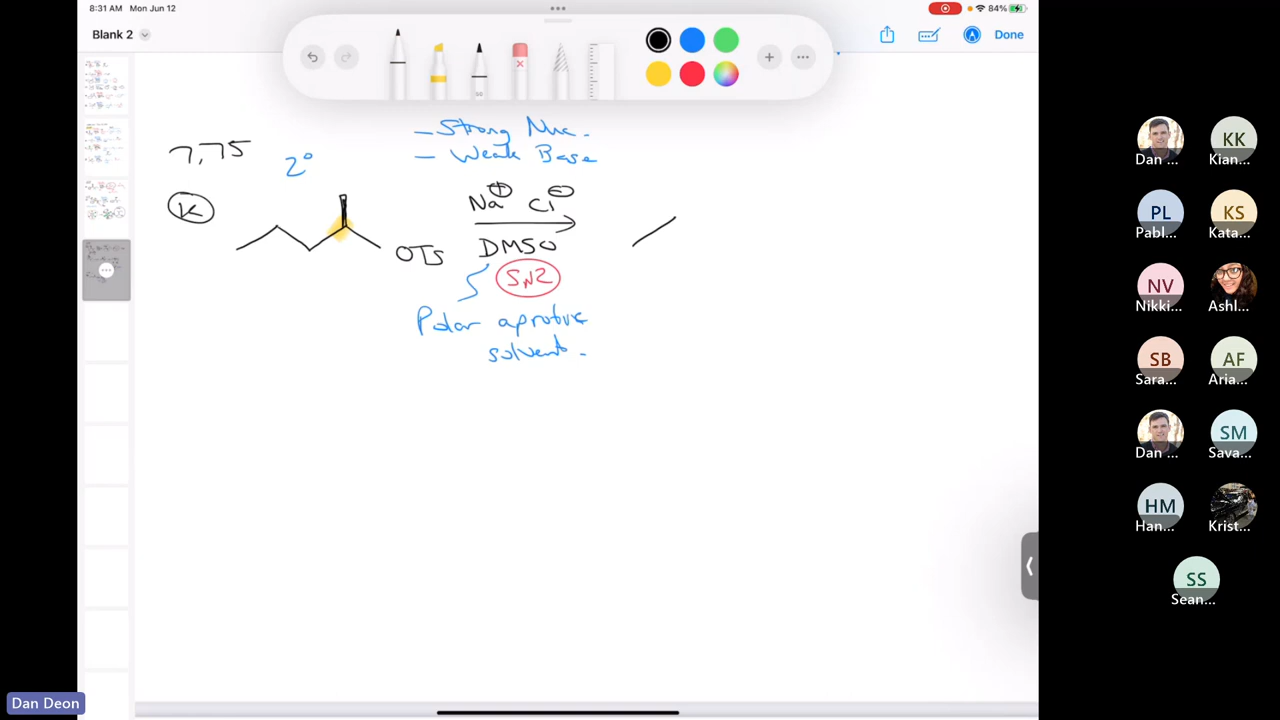 8:31 AM Mon Jun 12
84%
Blank 2
Done
7.75
2°
- Strong Nuc.
- Weak Base
K
Na⊕ Cl⊖
OTs
DMSO
SN2
Polar aprotic
solvent.
Dan ...
KK
Kian...
PL
Pabl...
KS
Kata...
NV
Nikki...
Ashl...
SB
Sara...
AF
Aria...
Dan ...
SM
Sava...
HM
Han...
Krist...
SS
Sean...
Dan Deon